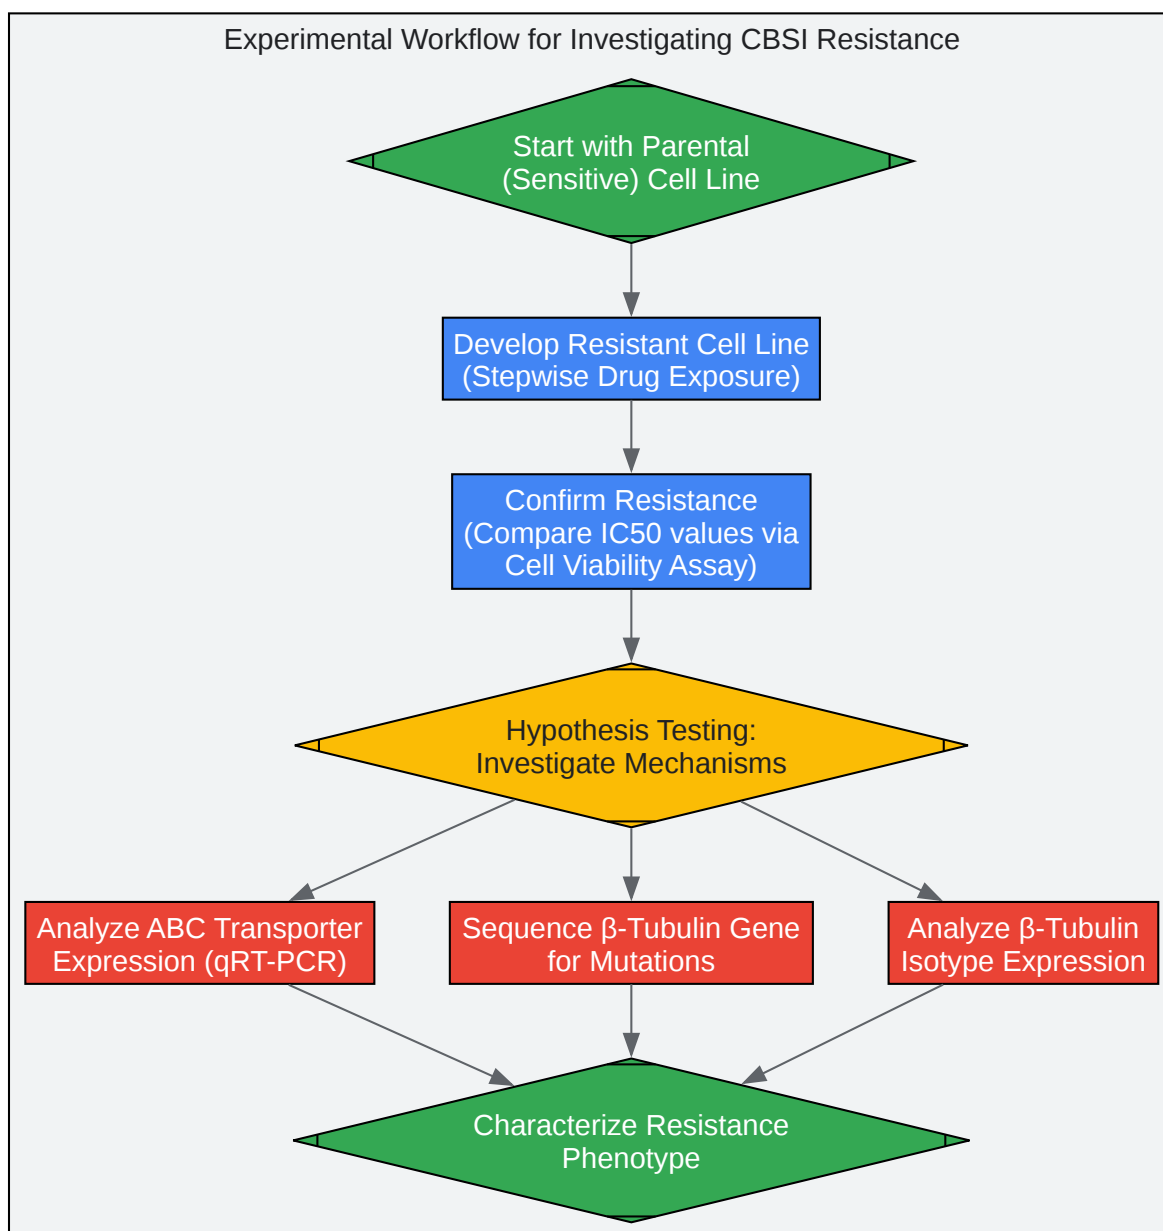 Experimental Workflow for Investigating CBSI Resistance
Start with Parental
(Sensitive) Cell Line
Develop Resistant Cell Line
(Stepwise Drug Exposure)
Confirm Resistance
(Compare IC50 values via
Cell Viability Assay)
Hypothesis Testing:
Investigate Mechanisms
Analyze ABC Transporter
Expression (qRT-PCR)
Sequence β-Tubulin Gene
for Mutations
Analyze β-Tubulin
Isotype Expression
Characterize Resistance
Phenotype